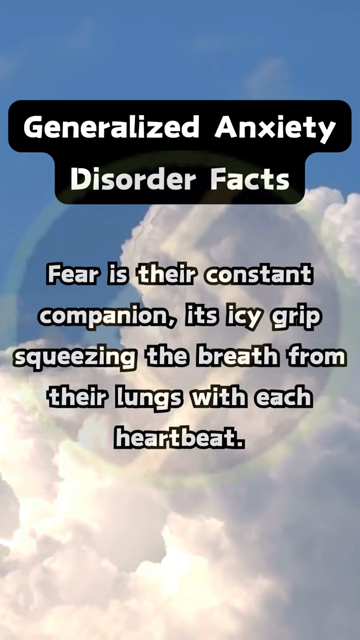 Generalized Anxiety
Disorder Facts
Fear is their constant
companion, its icy grip
squeezing the breath from
their lungs with each
heartbeat.